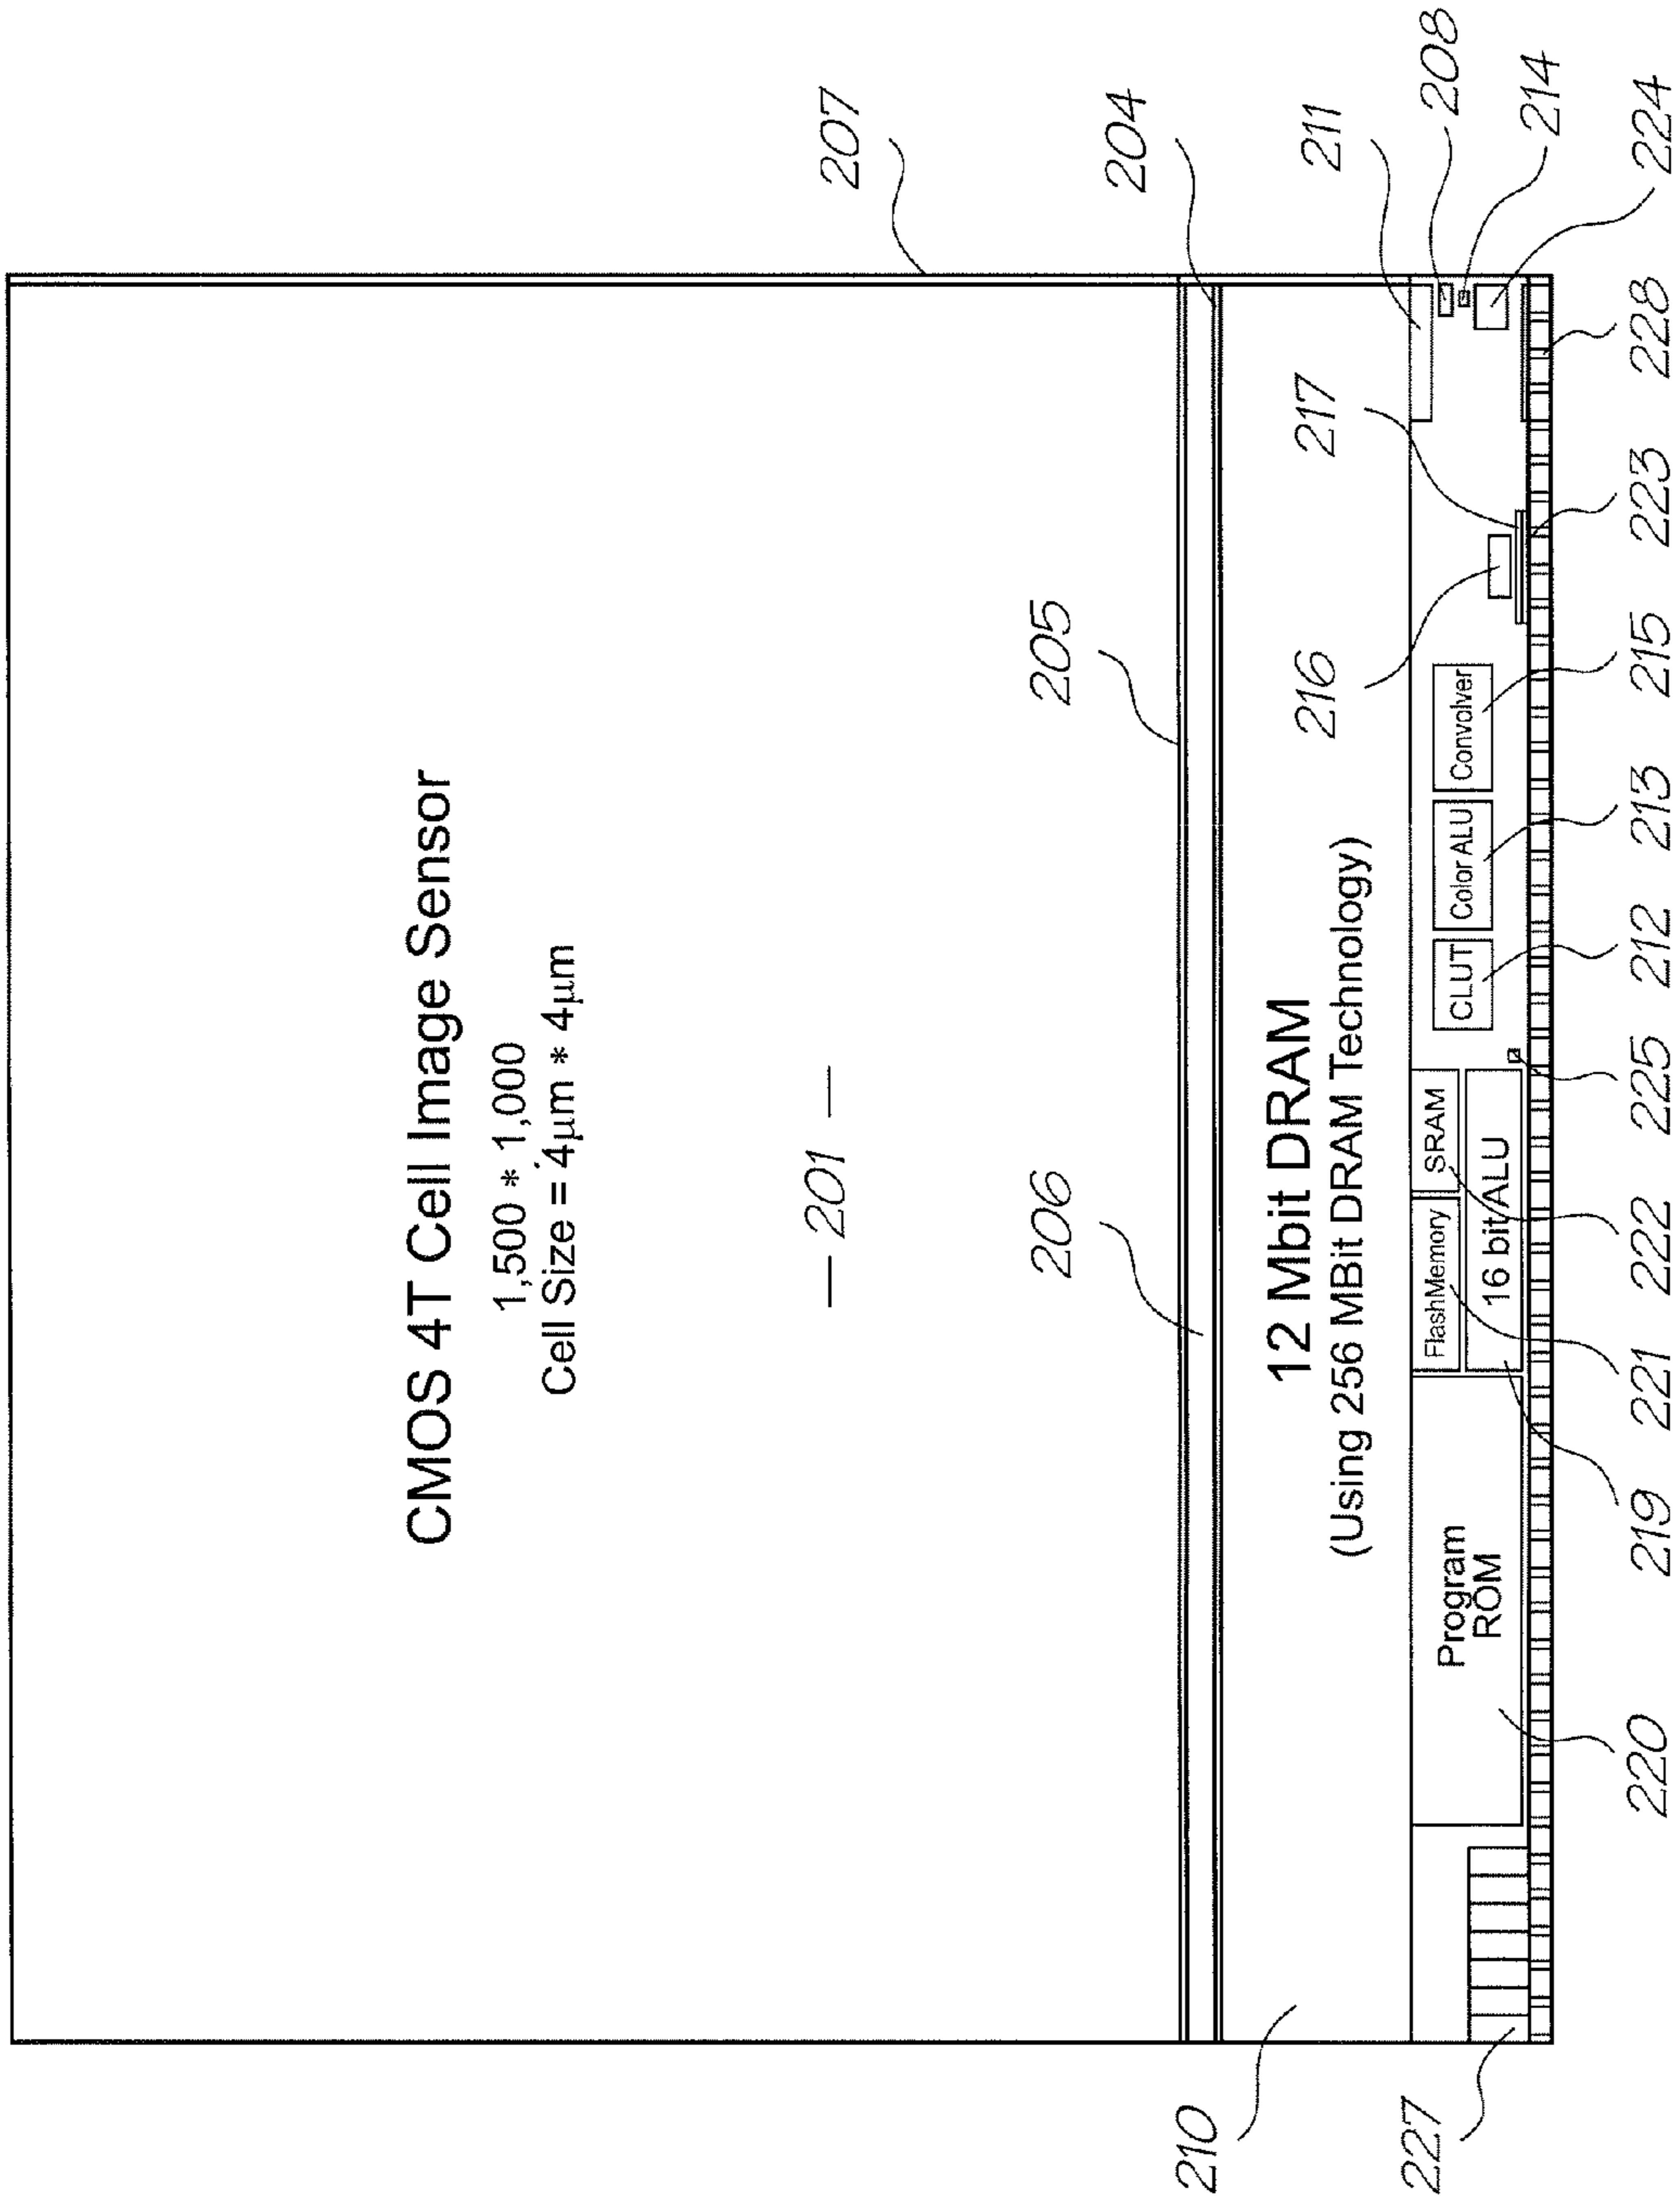 CMOS 4T Cell Image Sensor
1,500 * 1,000
Cell Size = 4μm * 4μm
— 201 —
207
205
206
204
12 Mbit DRAM
(Using 256 MBit DRAM Technology)
210
211
208
214
224
217
216
Program
ROM
FlashMemory
SRAM
16 bit ALU
CLUT
Color ALU
Convolver
227
220
219
221
222
225
212
213
215
223
228